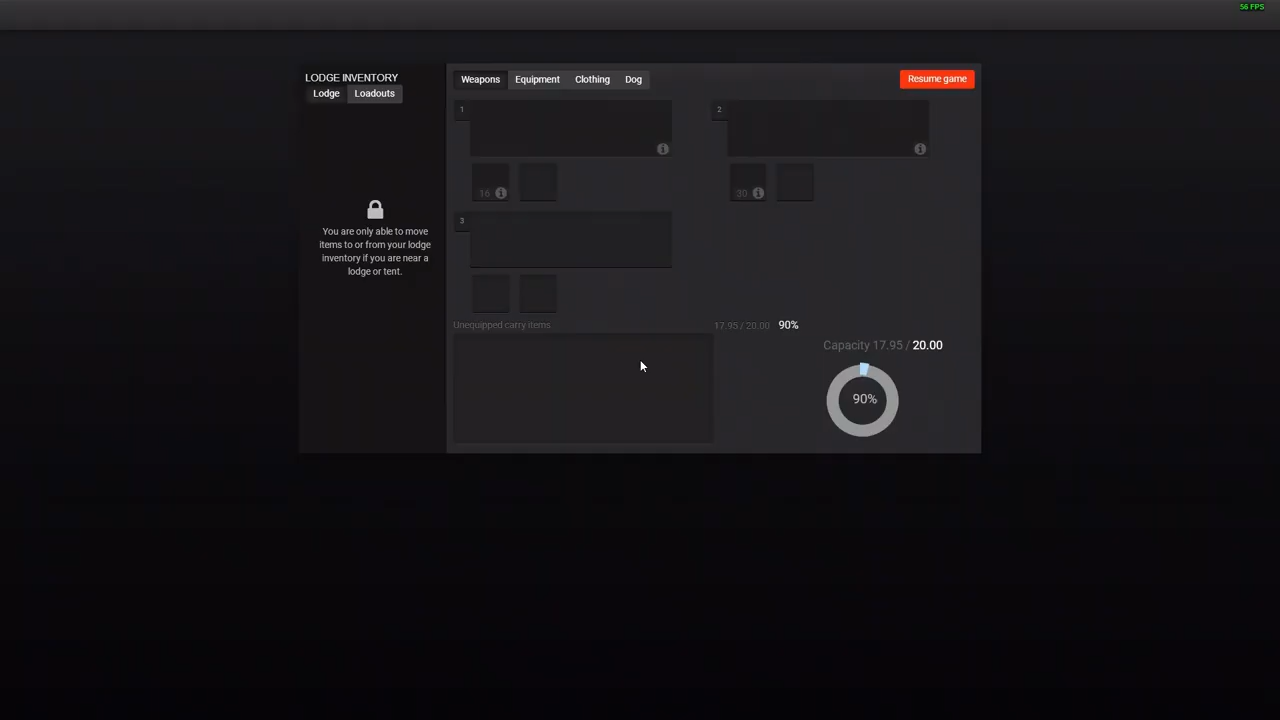 56 FPS
LODGE INVENTORY
Lodge Loadouts
Weapons Equipment Clothing Dog
Resume game
1
2
16
30
You are only able to move
items to or from your lodge
inventory if you are near a
lodge or tent.
3
Unequipped carry items
17.95 / 20.00 90%
Capacity 17.95 / 20.00
90%